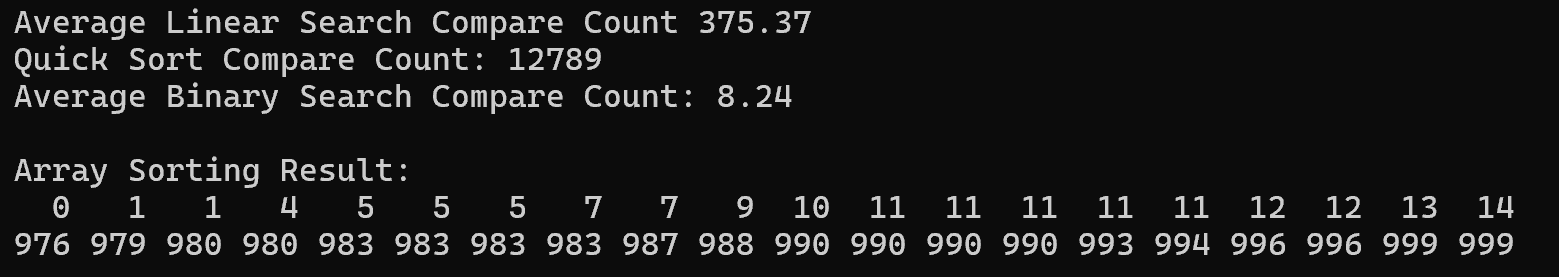 Average Linear Search Compare Count 375.37
Quick Sort Compare Count: 12789
Average Binary Search Compare Count: 8.24
Array Sorting Result:
0 1 1 4 5 5 5 7 7 9 10 11 11 11 11 11 12 12 13 14
976 979 980 980 983 983 983 983 987 988 990 990 990 990 993 994 996 996 999 999